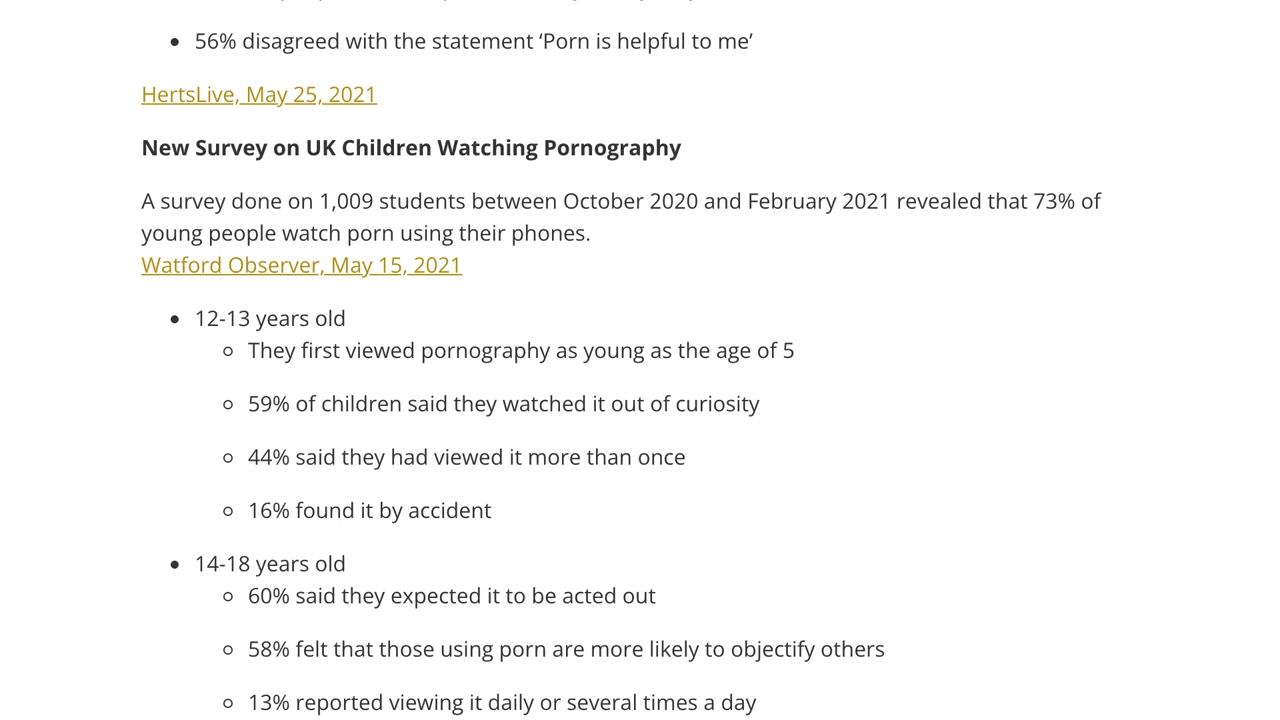 56% disagreed with the statement ‘Porn is helpful to me’
HertsLive, May 25, 2021
New Survey on UK Children Watching Pornography
A survey done on 1,009 students between October 2020 and February 2021 revealed that 73% of
young people watch porn using their phones.
Watford Observer, May 15, 2021
12-13 years old
They first viewed pornography as young as the age of 5
59% of children said they watched it out of curiosity
44% said they had viewed it more than once
16% found it by accident
14-18 years old
60% said they expected it to be acted out
58% felt that those using porn are more likely to objectify others
13% reported viewing it daily or several times a day